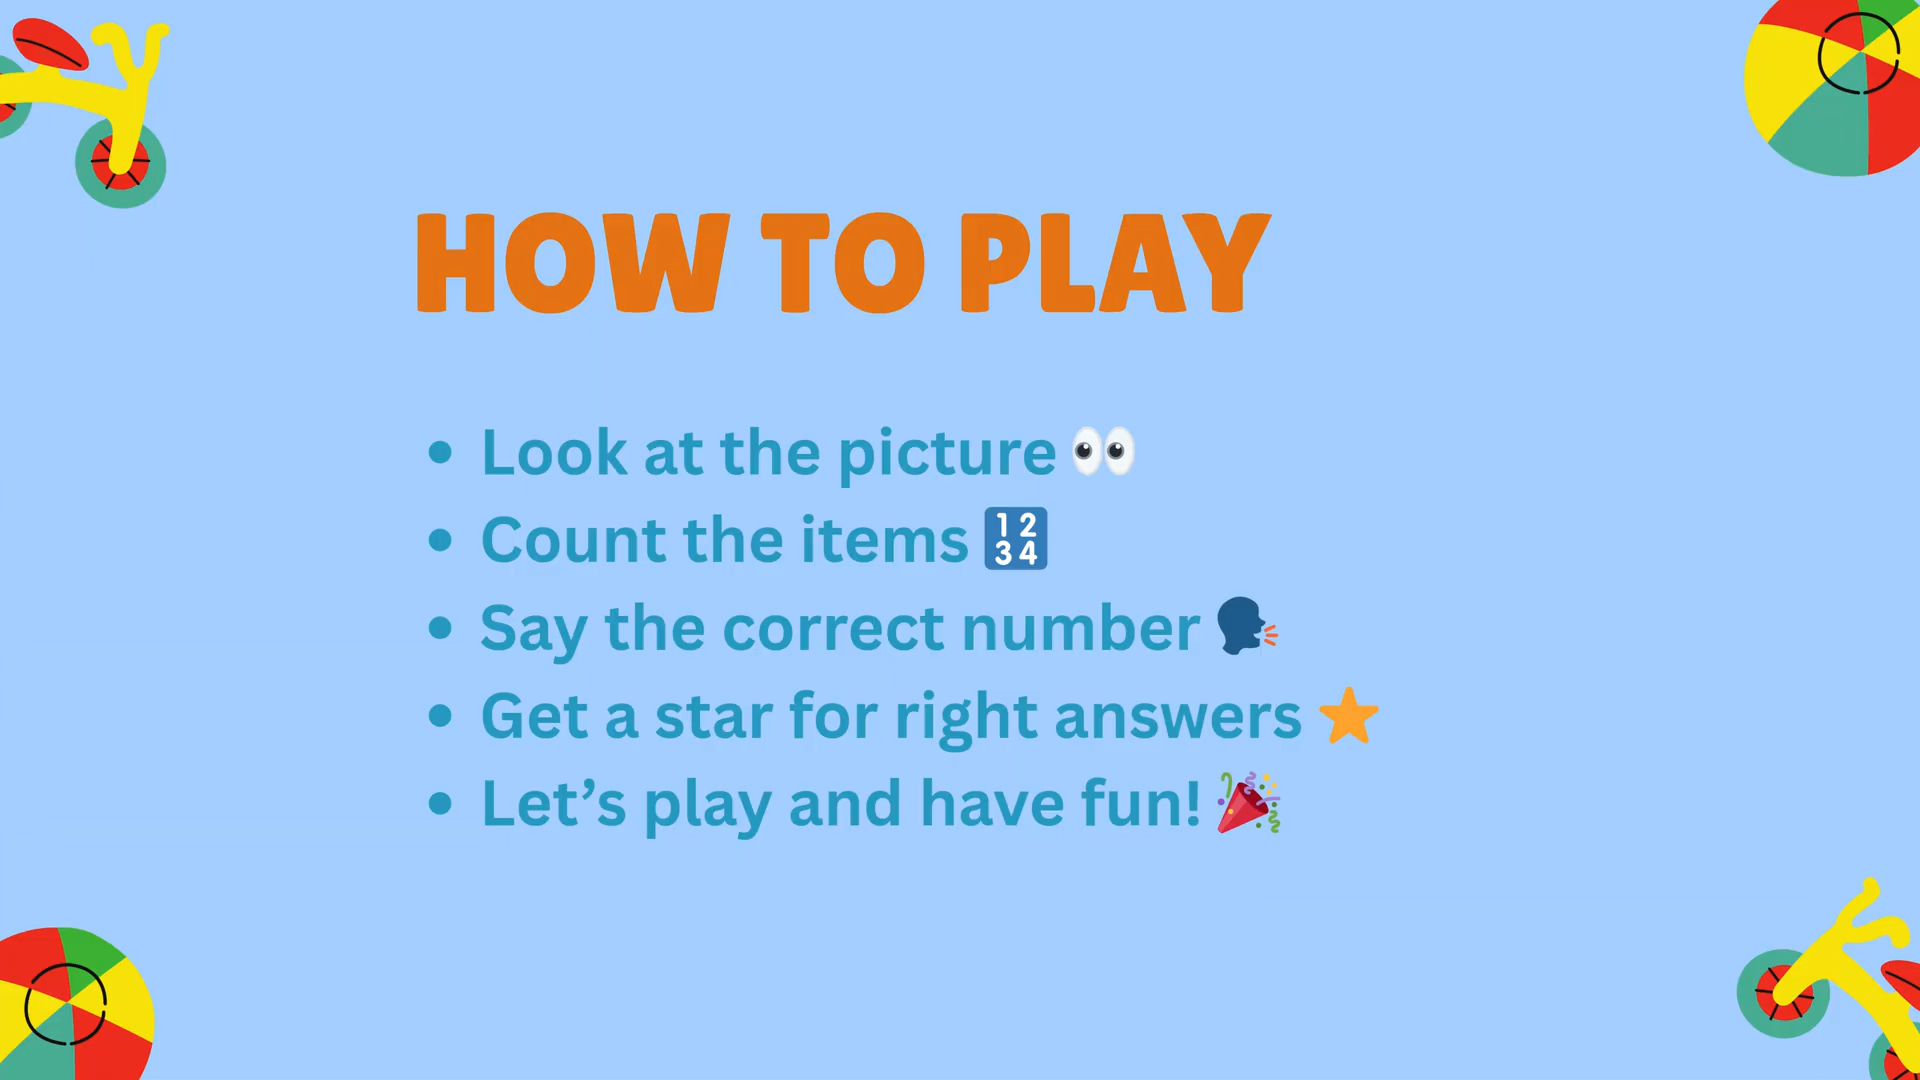 HOW TO PLAY
• Look at the picture 👀
• Count the items 🔢
• Say the correct number 🗣️
• Get a star for right answers ⭐
• Let’s play and have fun! 🎉